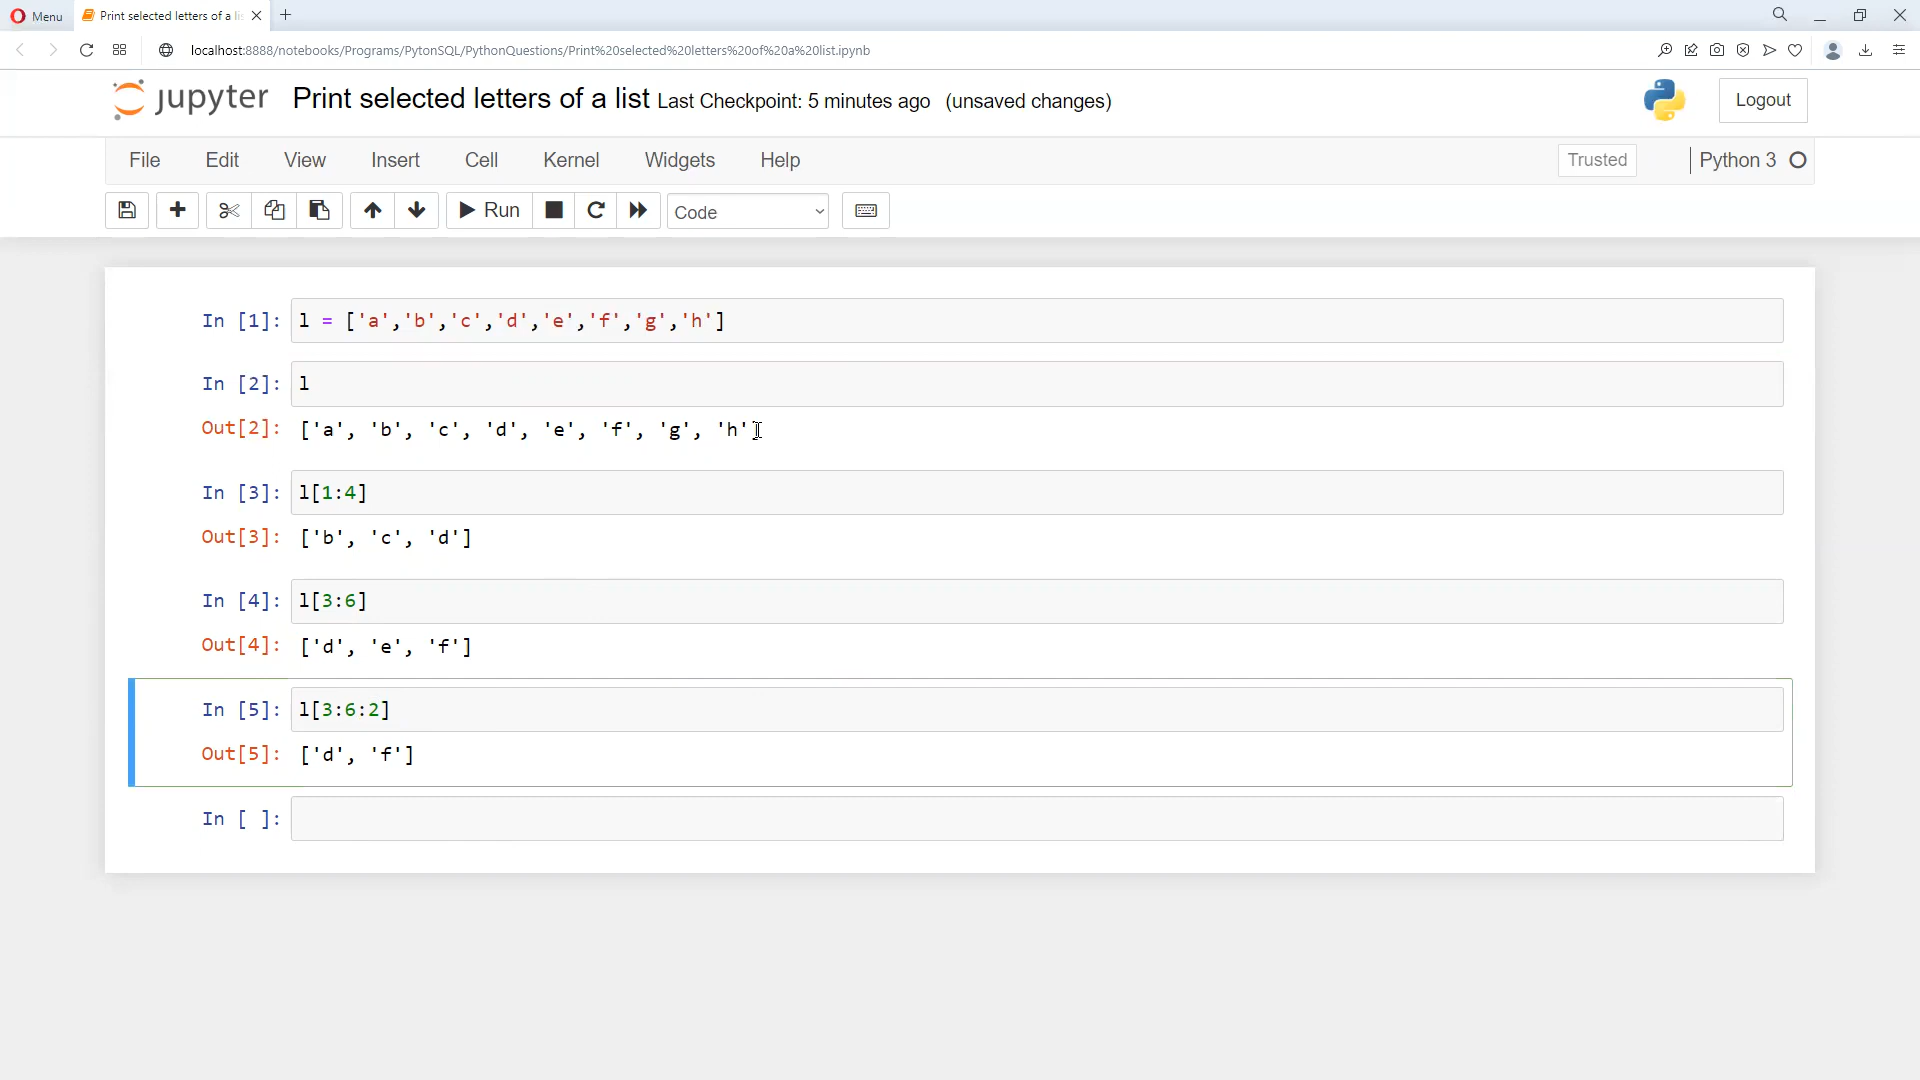 Menu
Print selected letters of a li
localhost:8888/notebooks/Programs/PytonSQL/PythonQuestions/Print%20selected%20letters%20of%20a%20list.ipynb
jupyter Print selected letters of a list Last Checkpoint: 5 minutes ago (unsaved changes)
Logout
File Edit View Insert Cell Kernel Widgets Help
Trusted
Python 3
Run
Code
In [1]: l = ['a','b','c','d','e','f','g','h']
In [2]: l
Out[2]: ['a', 'b', 'c', 'd', 'e', 'f', 'g', 'h']
In [3]: l[1:4]
Out[3]: ['b', 'c', 'd']
In [4]: l[3:6]
Out[4]: ['d', 'e', 'f']
In [5]: l[3:6:2]
Out[5]: ['d', 'f']
In [ ]: